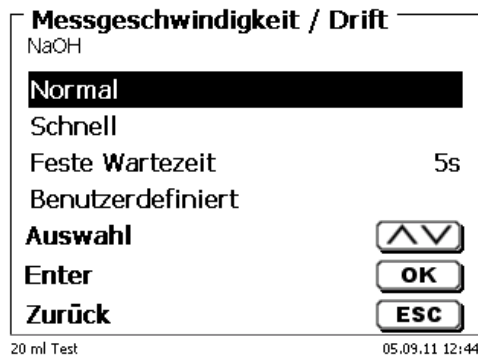 Messgeschwindigkeit / Drift
NaOH
Normal
Schnell
Feste Wartezeit 5s
Benutzerdefiniert
Auswahl
Enter OK
Zurück ESC
20 ml Test 05.09.11 12:44